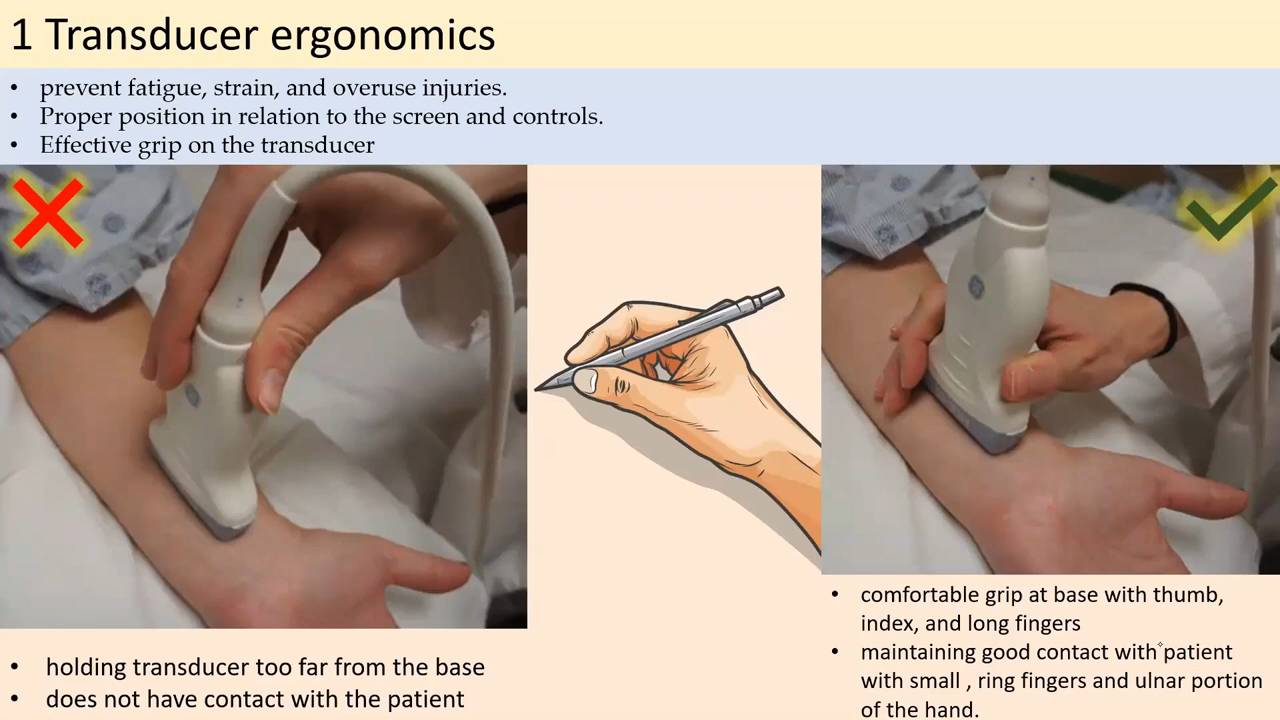 1 Transducer ergonomics
• prevent fatigue, strain, and overuse injuries.
• Proper position in relation to the screen and controls.
• Effective grip on the transducer
• holding transducer too far from the base
• does not have contact with the patient
• comfortable grip at base with thumb,
index, and long fingers
• maintaining good contact with patient
with small , ring fingers and ulnar portion
of the hand.